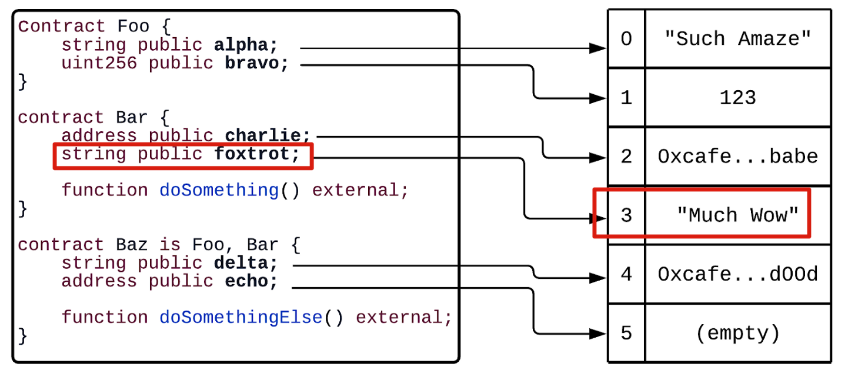 Contract Foo {
string public alpha;
uint256 public bravo;
}
contract Bar {
address public charlie;
string public foxtrot;
function doSomething() external;
}
contract Baz is Foo, Bar {
string public delta;
address public echo;
function doSomethingElse() external;
}
0 "Such Amaze"
1 123
2 0xcafe...babe
3 "Much Wow"
4 0xcafe...d00d
5 (empty)